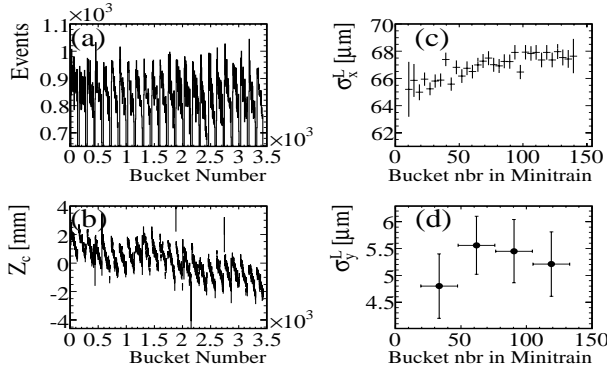 ×10³
(a)
Events
1.1
1
0.9
0.8
0.7
0 0.5 1 1.5 2 2.5 3 3.5
×10³
Bucket Number
(c)
σxᴸ [μm]
70
68
66
64
62
0 50 100 150
Bucket nbr in Minitrain
(b)
Zc [mm]
4
2
0
-2
-4
0 0.5 1 1.5 2 2.5 3 3.5
×10³
Bucket Number
(d)
σyᴸ [μm]
6
5.5
5
4.5
0 50 100 150
Bucket nbr in Minitrain